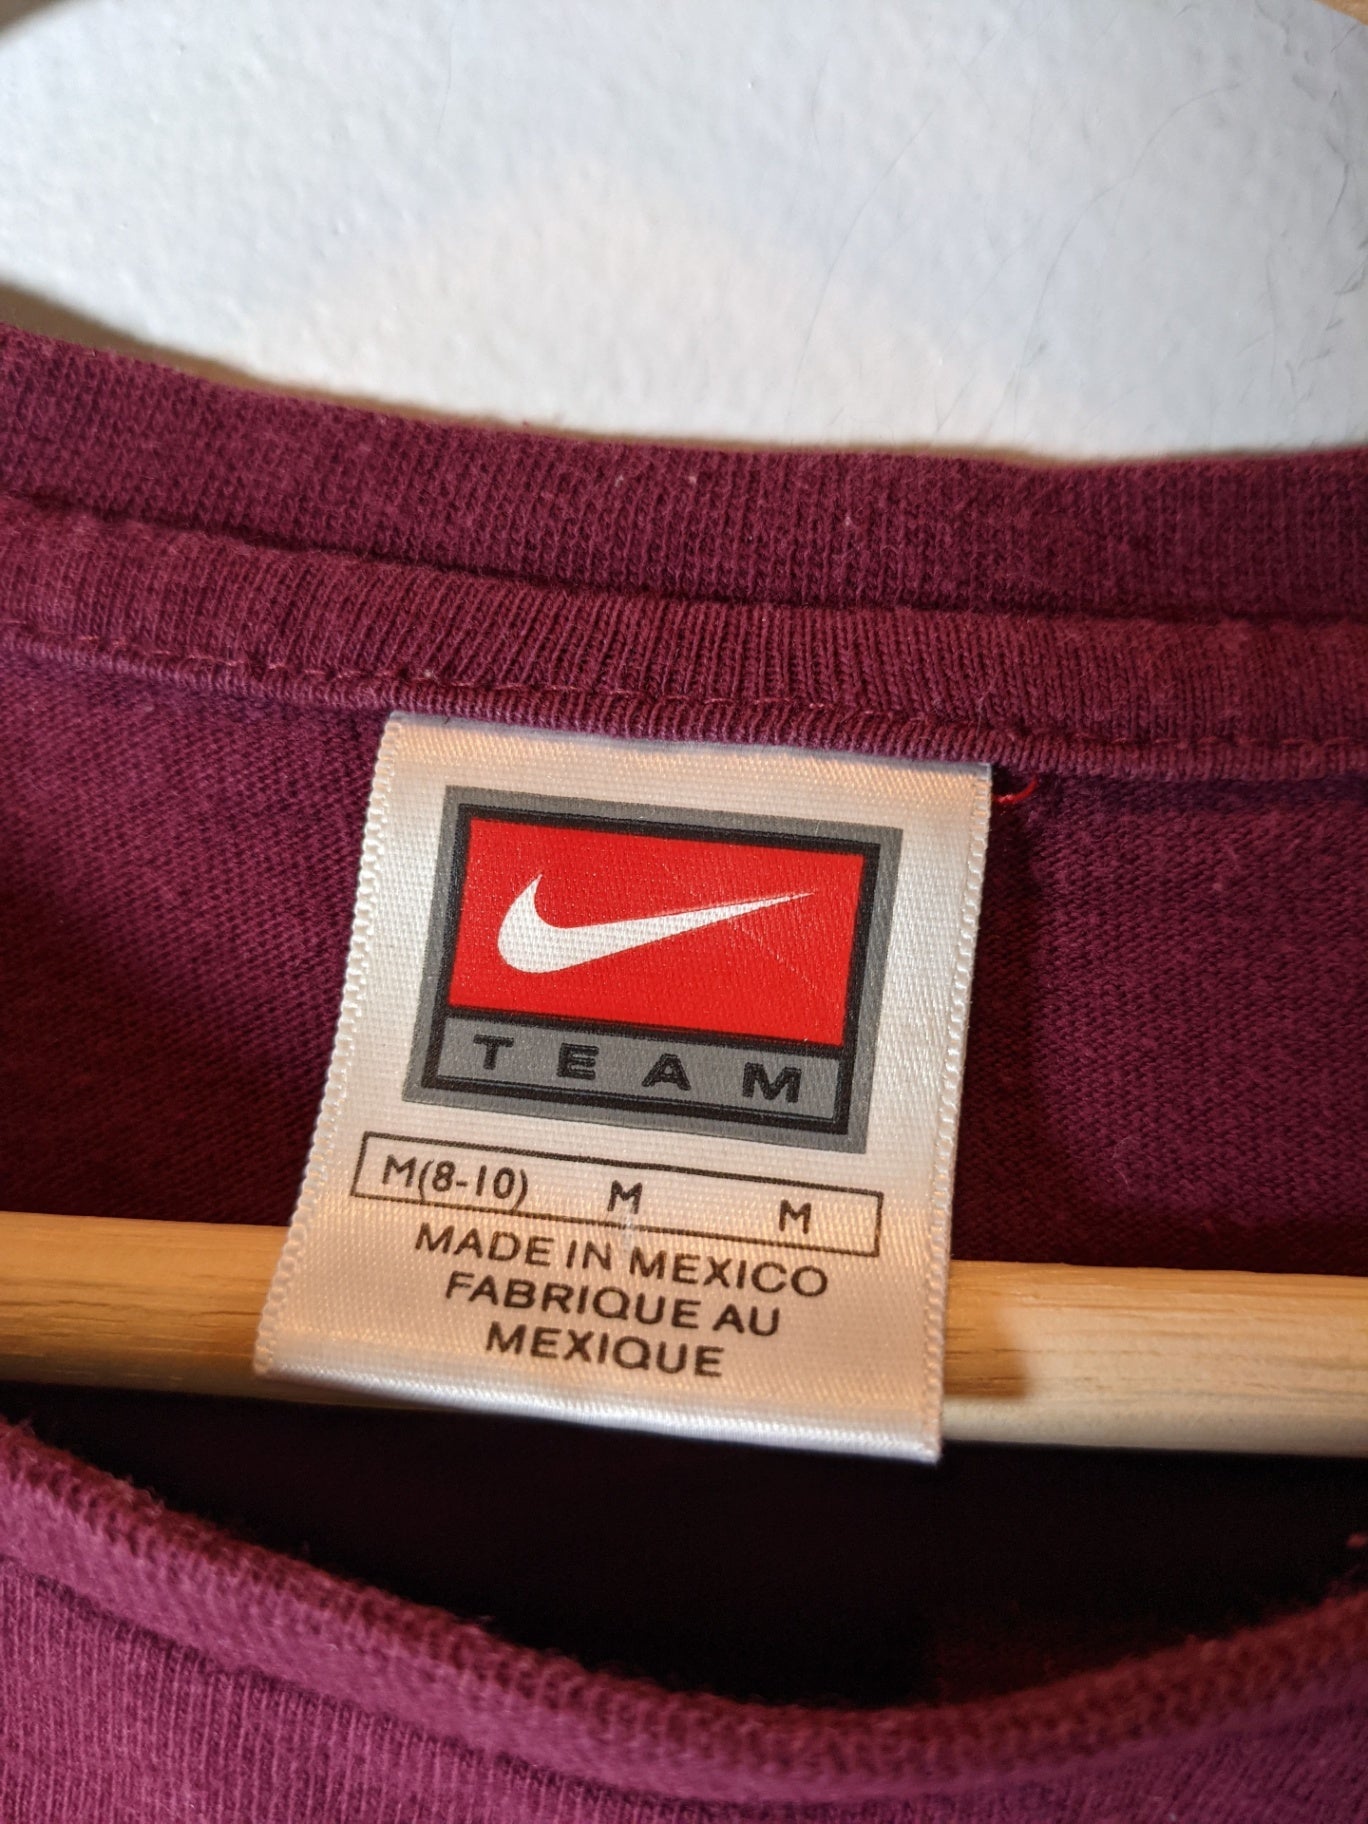 TEAM
M(8-10) M M
MADE IN MEXICO
FABRIQUE AU
MEXIQUE